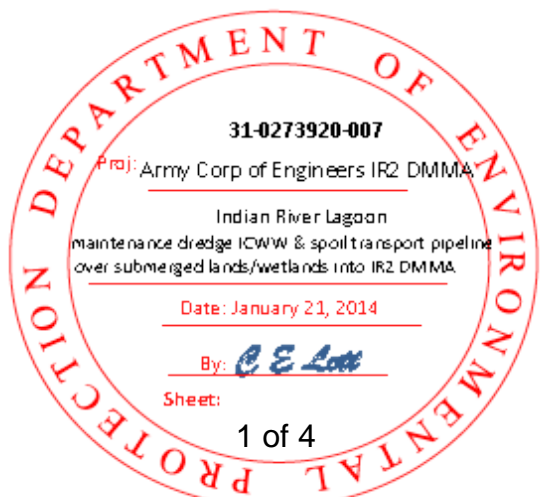 DEPARTMENT OF ENVIRONMENTAL PROTECTION
31-0273920-007
Proj: Army Corp of Engineers IR2 DMMA
Indian River Lagoon
maintenance dredge ICWW & spoil transport pipeline
over submerged lands/wetlands into IR2 DMMA
Date: January 21, 2014
By: C E Lott
Sheet:
1 of 4